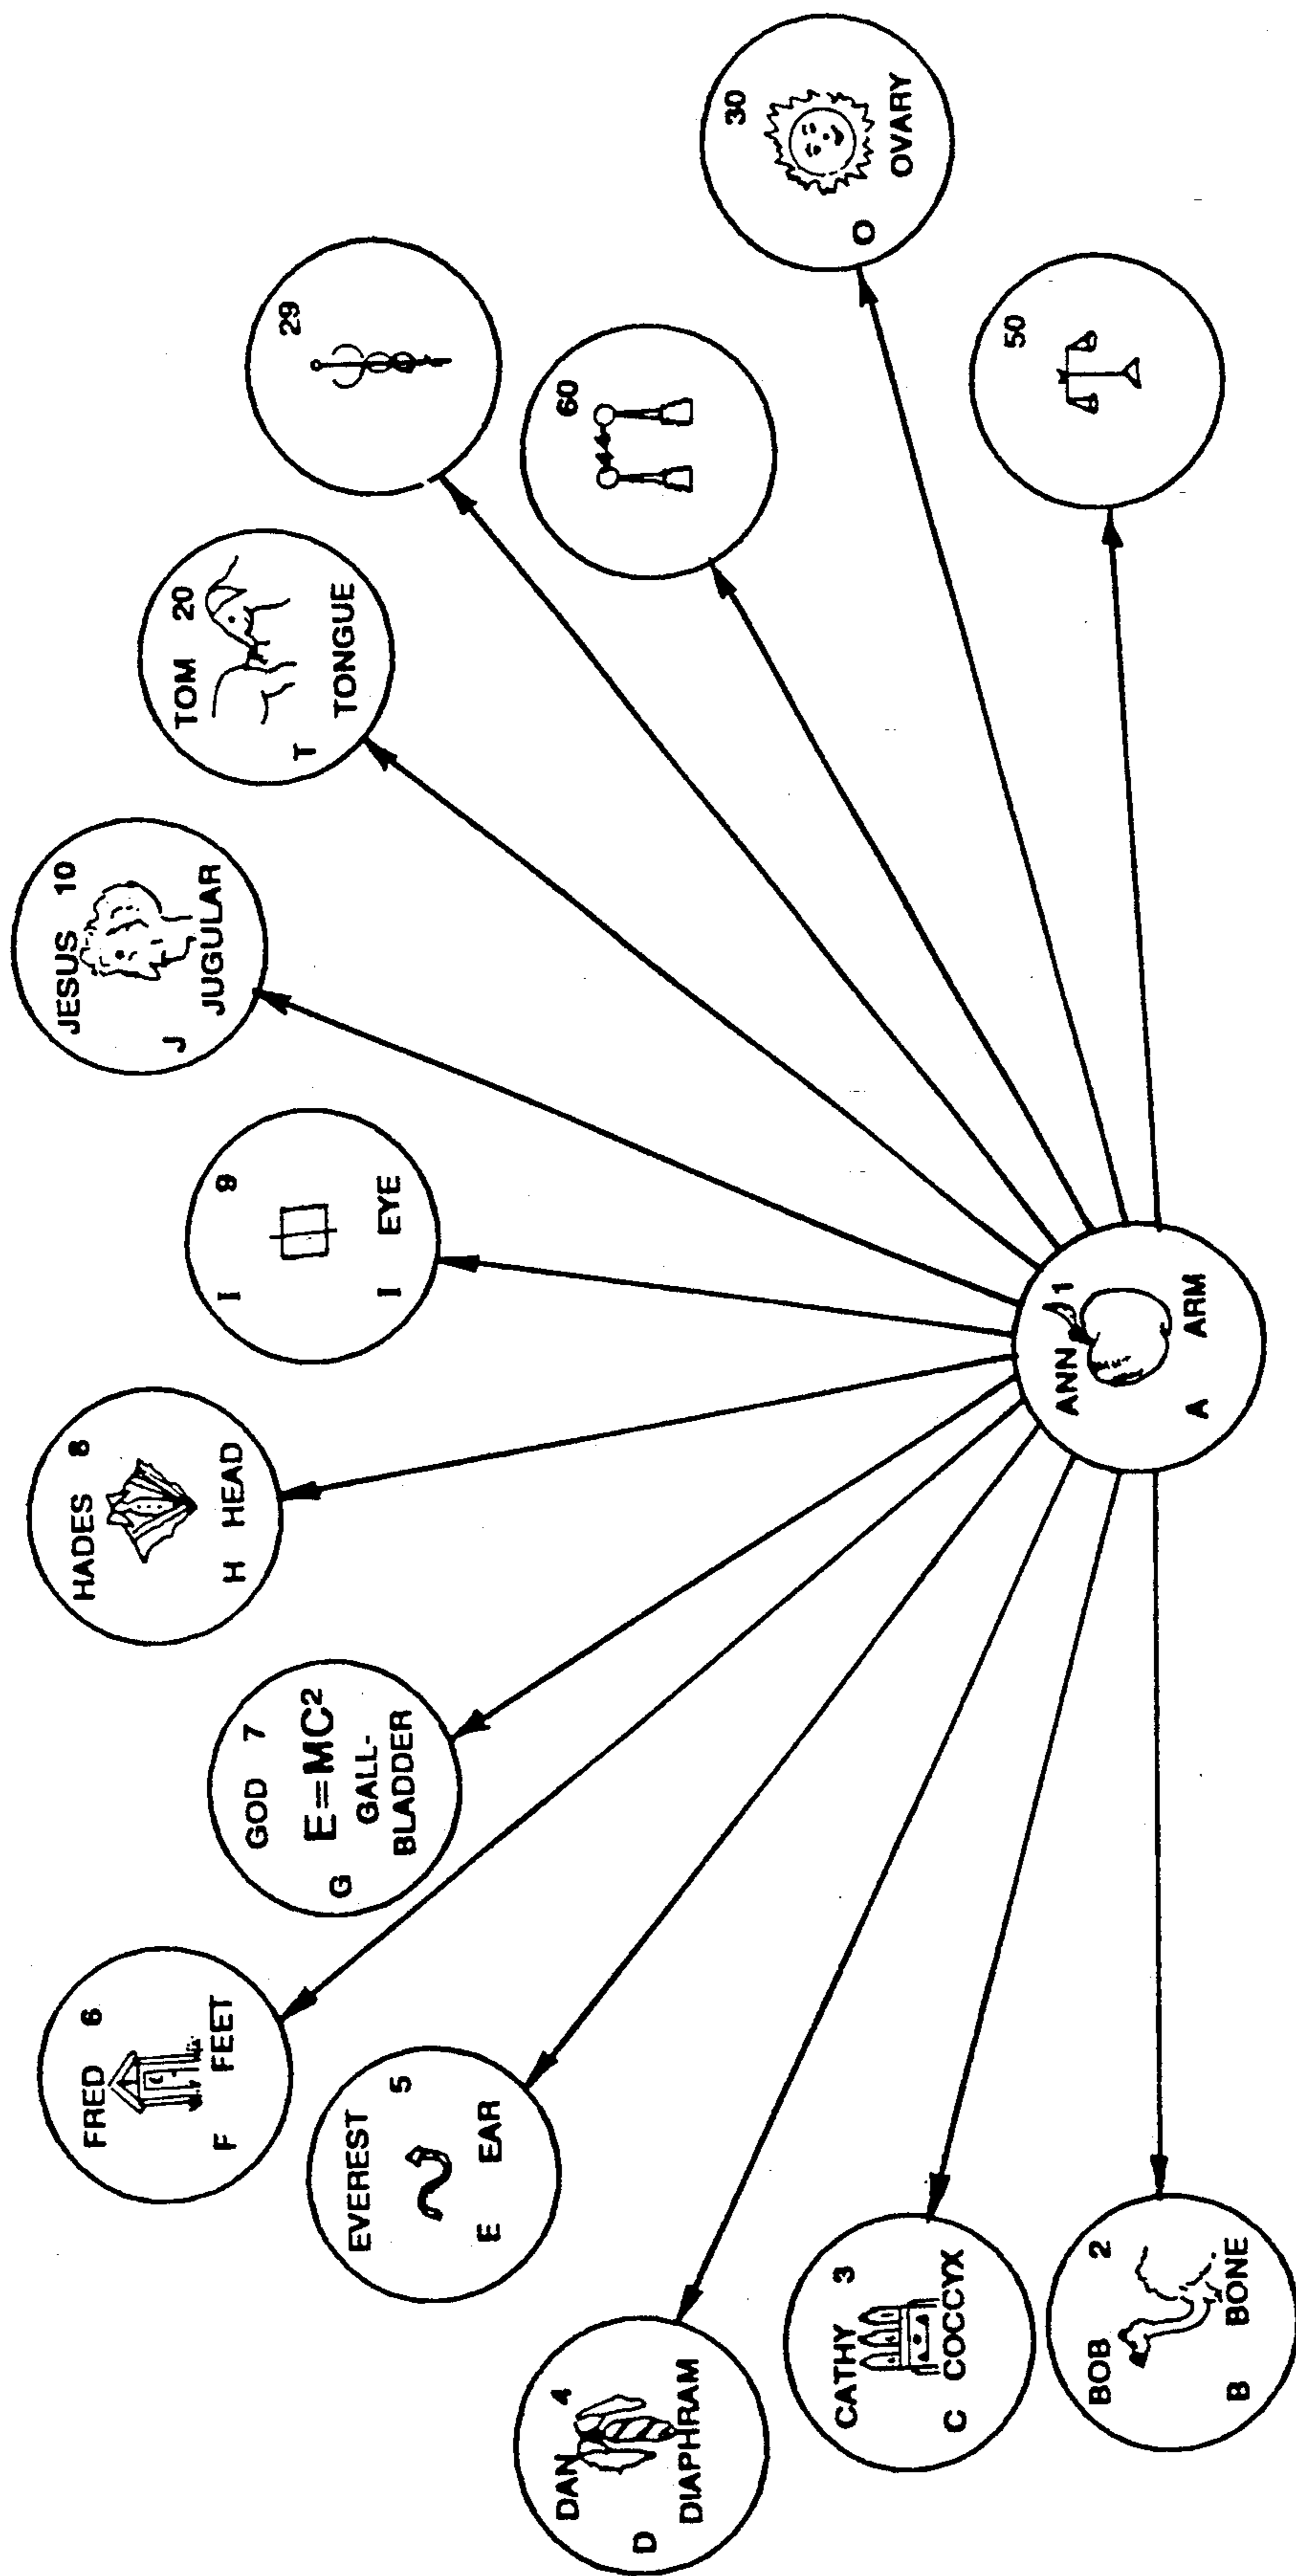 ANN 1
A ARM
BOB 2
B BONE
CATHY 3
C COCCYX
DAN 4
D DIAPHRAM
EVEREST 5
E EAR
FRED 6
F FEET
GOD 7
E=MC²
G GALL-
BLADDER
HADES 8
H HEAD
I 9
I EYE
JESUS 10
J JUGULAR
TOM 20
T TONGUE
29
60
30
O OVARY
50